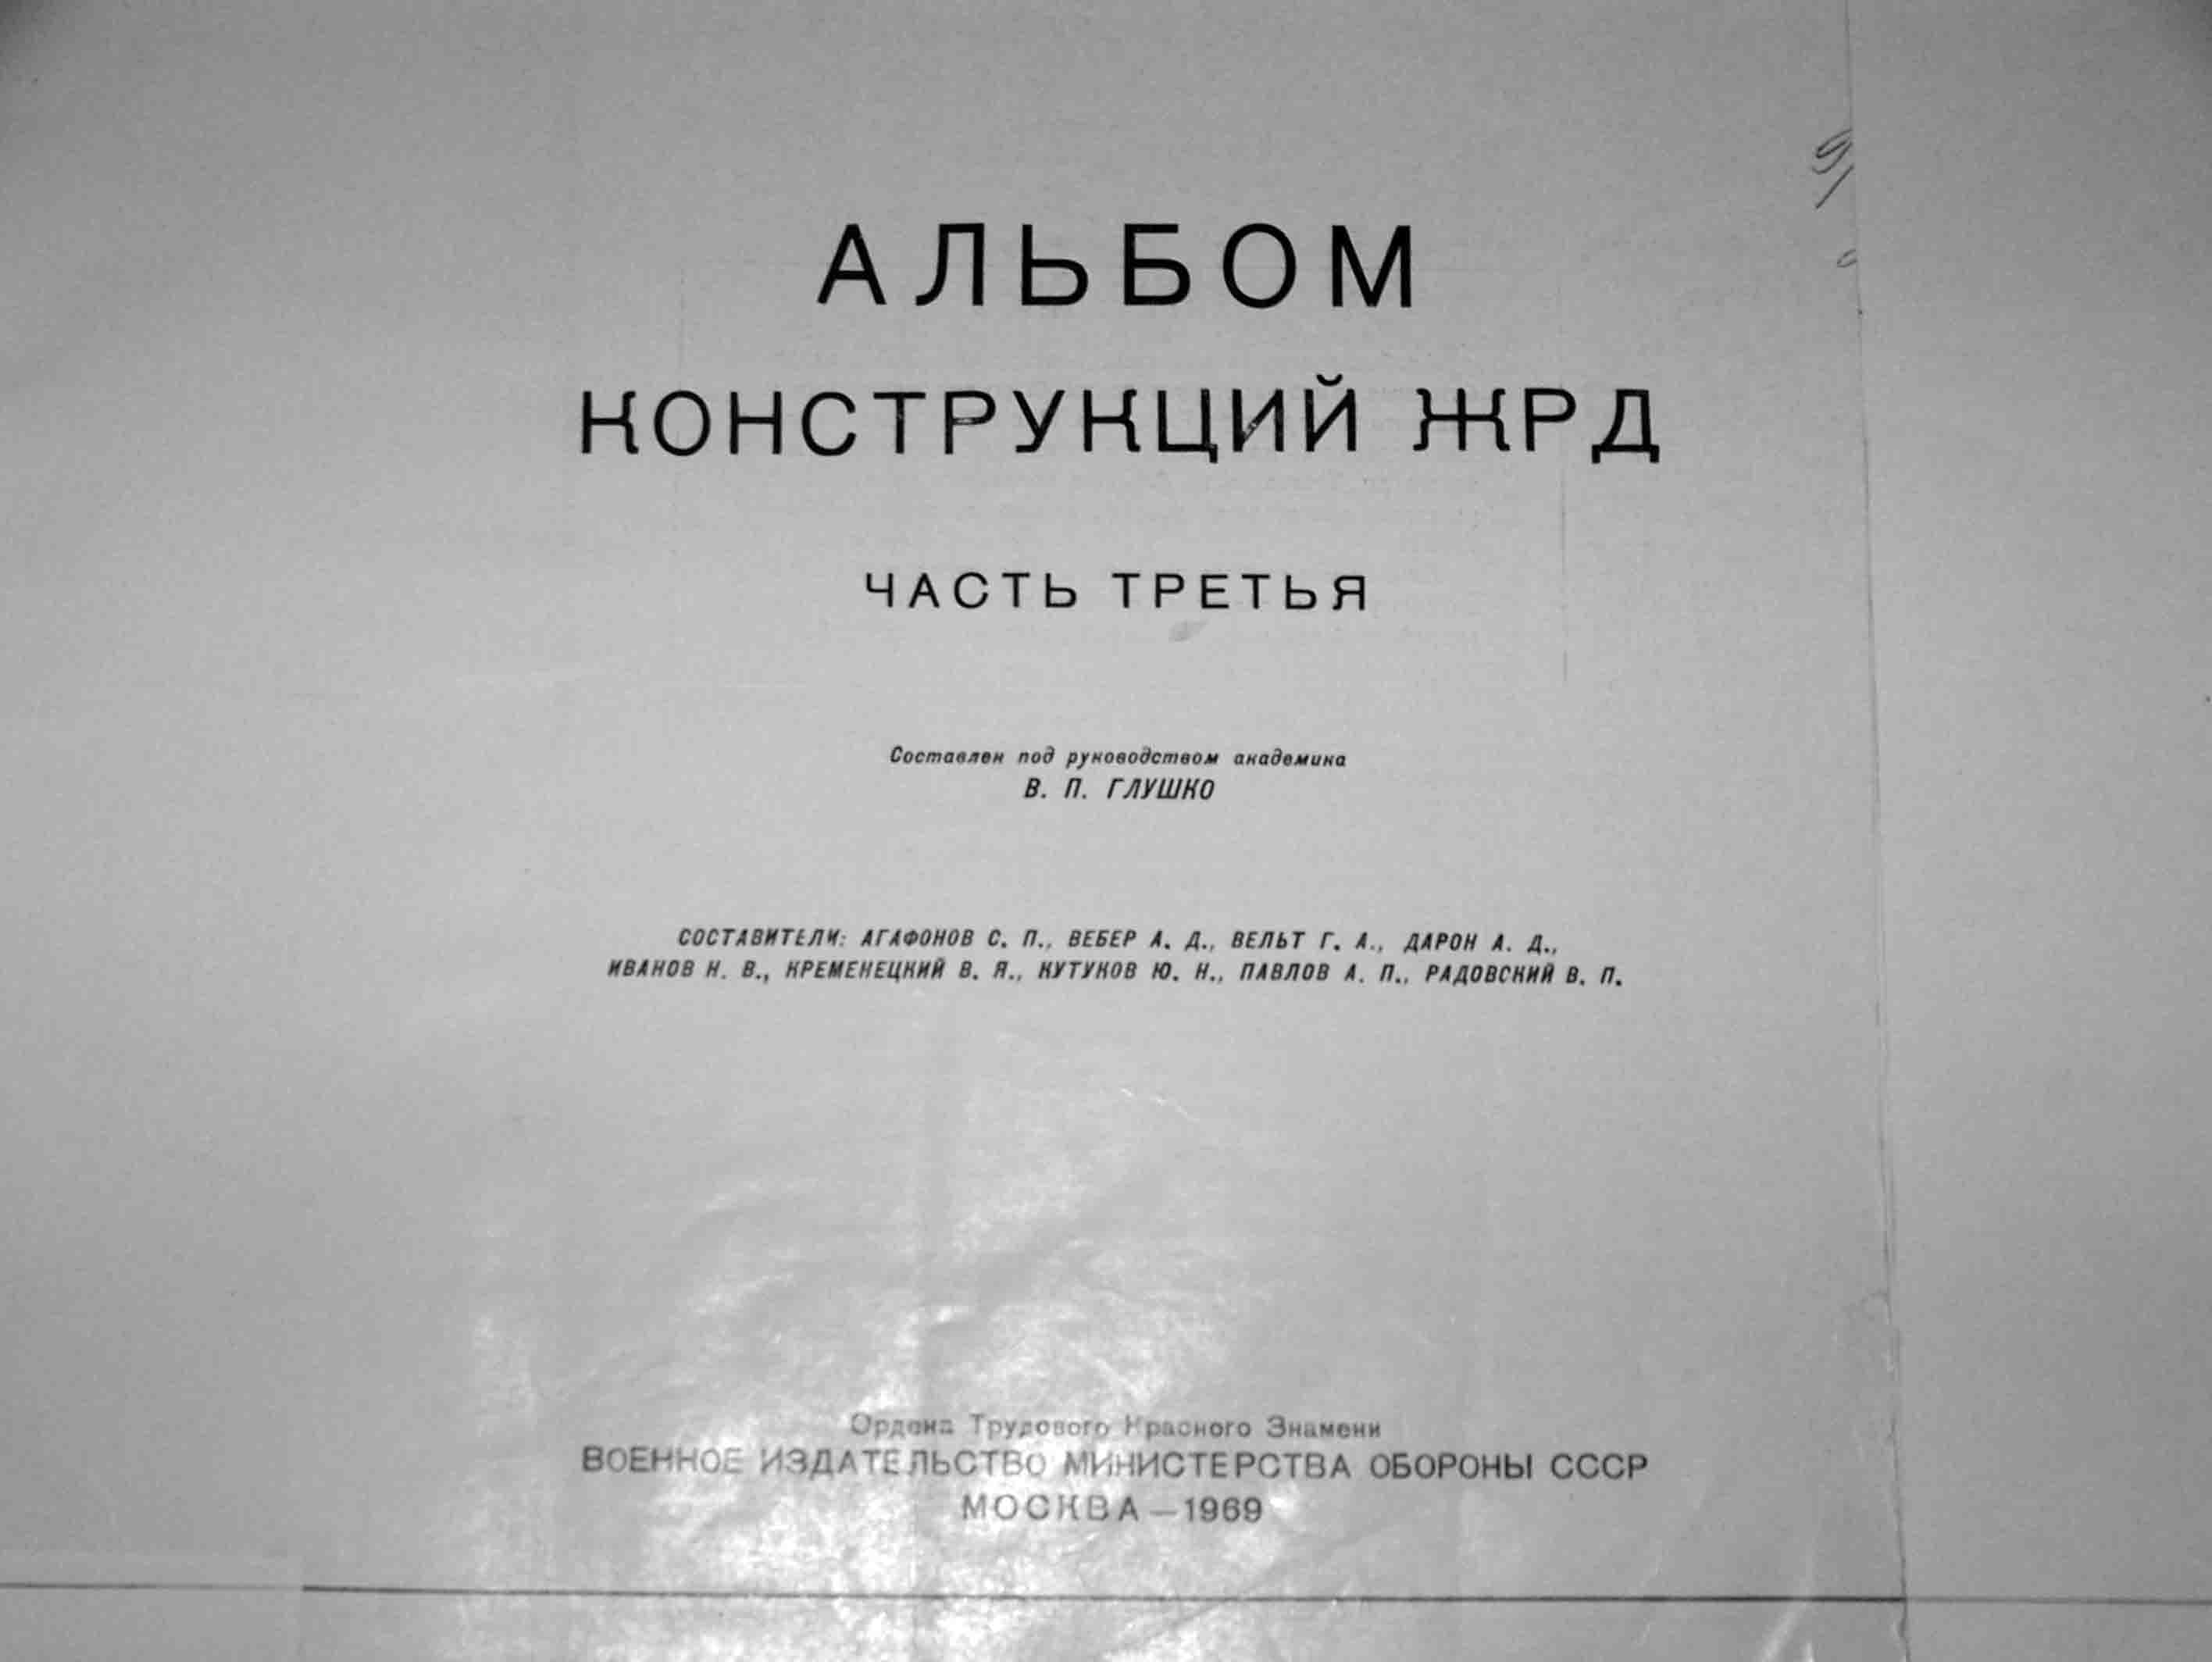 АЛЬБОМ
КОНСТРУКЦИЙ ЖРД
ЧАСТЬ ТРЕТЬЯ
Составлен под руководством академика
В. П. ГЛУШКО
СОСТАВИТЕЛИ: АГАФОНОВ С. П., ВЕБЕР А. Д., ВЕЛЬТ Г. А., ДАРОН А. Д.,
ИВАНОВ Н. В., КРЕМЕНЕЦКИЙ В. Я., КУТУКОВ Ю. Н., ПАВЛОВ А. П., РАДОВСКИЙ В. П.
Ордена Трудового Красного Знамени
ВОЕННОЕ ИЗДАТЕЛЬСТВО МИНИСТЕРСТВА ОБОРОНЫ СССР
МОСКВА — 1969